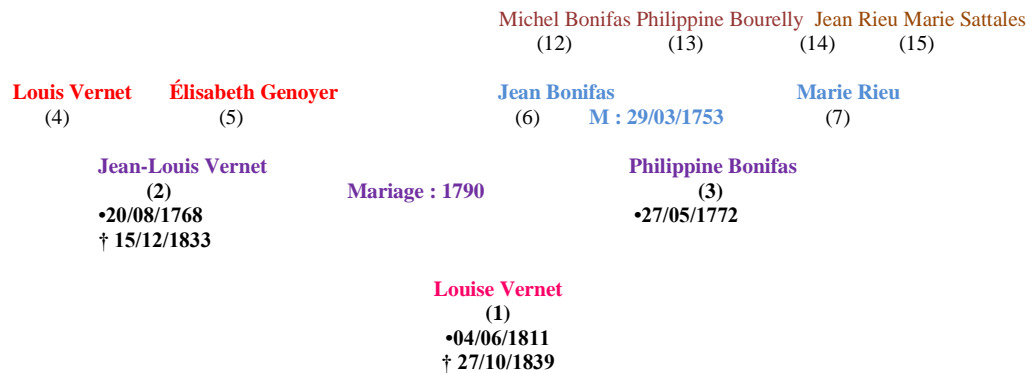 Michel Bonifas Philippine Bourelly Jean Rieu Marie Sattales
(12) (13) (14) (15)
Louis Vernet Élisabeth Genoyer Jean Bonifas Marie Rieu
(4) (5) (6) M : 29/03/1753 (7)
Jean-Louis Vernet Philippine Bonifas
(2) Mariage : 1790 (3)
•20/08/1768 •27/05/1772
† 15/12/1833
Louise Vernet
(1)
•04/06/1811
† 27/10/1839